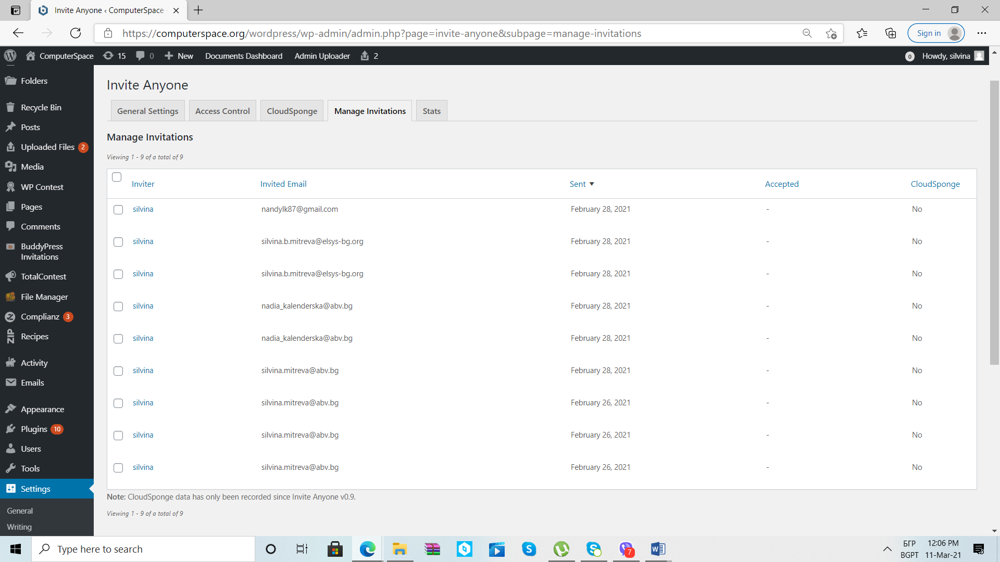 Invite Anyone ‹ ComputerSpace
https://computerspace.org/wordpress/wp-admin/admin.php?page=invite-anyone&subpage=manage-invitations
Sign in
ComputerSpace 15 0 New Documents Dashboard Admin Uploader 2
0 Howdy, silvina
Folders
Recycle Bin
Posts
Uploaded Files 2
Media
WP Contest
Pages
Comments
BuddyPress
Invitations
TotalContest
File Manager
Complianz 3
Recipes
Activity
Emails
Appearance
Plugins 10
Users
Tools
Settings
General
Writing
Invite Anyone
General Settings Access Control CloudSponge Manage Invitations Stats
Manage Invitations
Viewing 1 - 9 of a total of 9
Inviter Invited Email Sent Accepted CloudSponge
silvina nandylk87@gmail.com February 28, 2021 - No
silvina silvina.b.mitreva@elsys-bg.org February 28, 2021 - No
silvina silvina.b.mitreva@elsys-bg.org February 28, 2021 - No
silvina nadia_kalenderska@abv.bg February 28, 2021 - No
silvina nadia_kalenderska@abv.bg February 28, 2021 - No
silvina silvina.mitreva@abv.bg February 28, 2021 - No
silvina silvina.mitreva@abv.bg February 26, 2021 - No
silvina silvina.mitreva@abv.bg February 26, 2021 - No
silvina silvina.mitreva@abv.bg February 26, 2021 - No
Note: CloudSponge data has only been recorded since Invite Anyone v0.9.
Viewing 1 - 9 of a total of 9
Type here to search
7
БГР 12:06 PM
BGPT 11-Mar-21
3